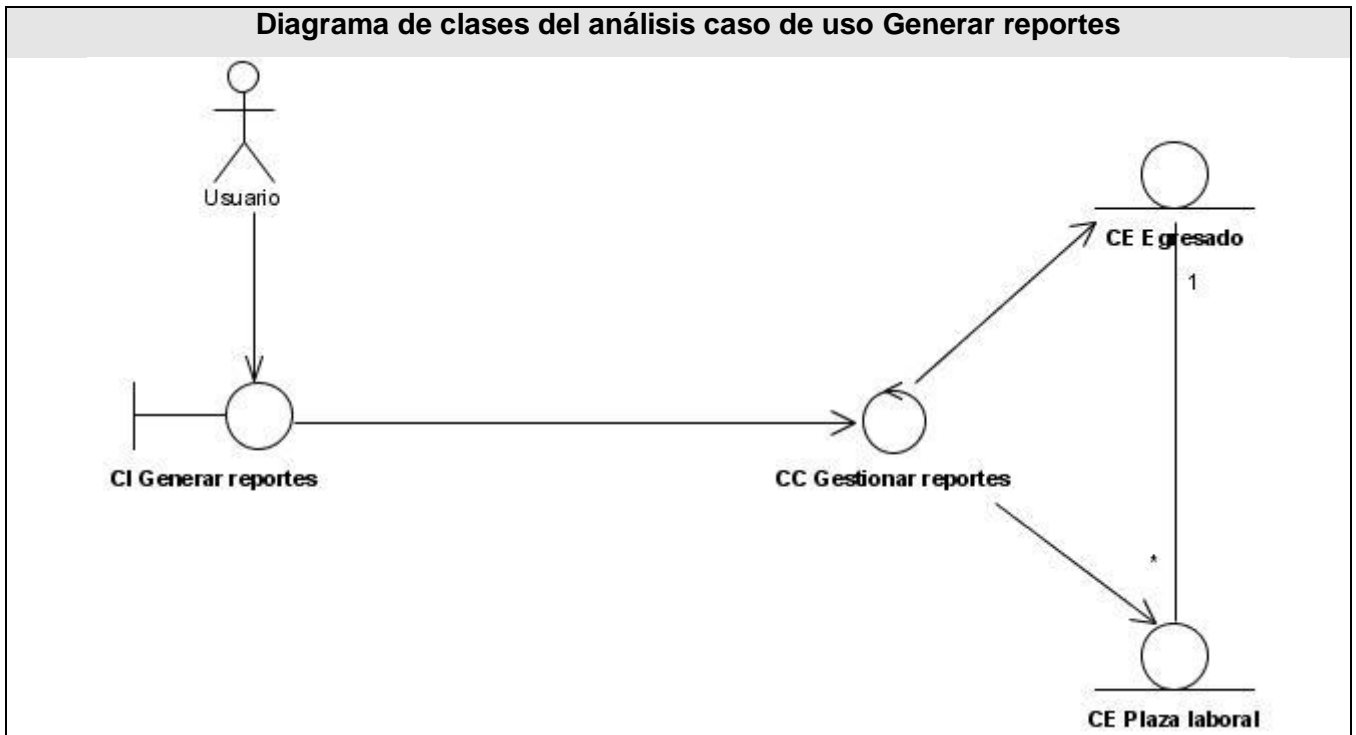 Diagrama de clases del análisis caso de uso Generar reportes
Usuario
CE Egresado
1
CI Generar reportes
CC Gestionar reportes
*
CE Plaza laboral